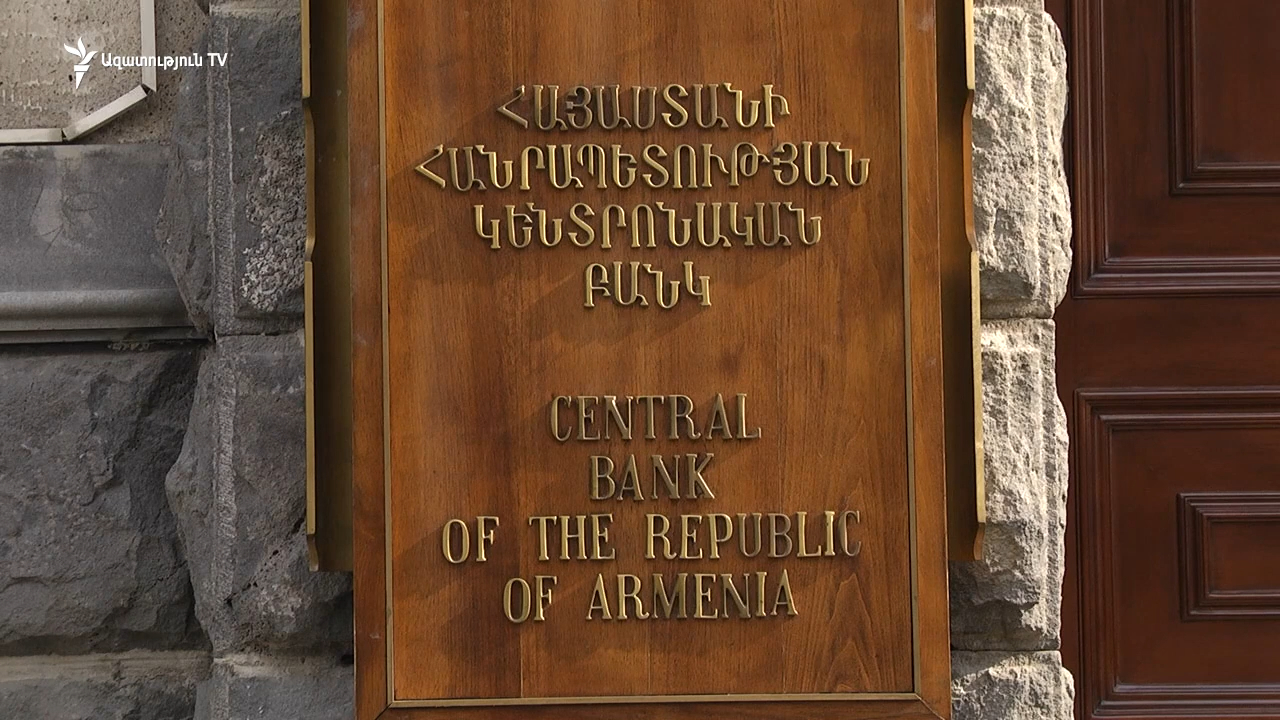 Ազատություն TV
ՀԱՅԱՍՏԱՆԻ
ՀԱՆՐԱՊԵՏՈՒԹՅԱՆ
ԿԵՆՏՐՈՆԱԿԱՆ
ԲԱՆԿ
CENTRAL
BANK
OF THE REPUBLIC
OF ARMENIA